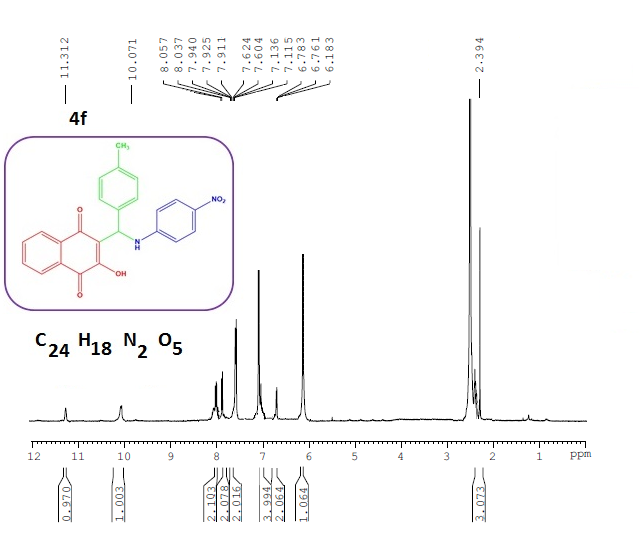 11.312
10.071
8.057
8.037
7.940
7.925
7.911
7.624
7.604
7.136
7.115
6.783
6.761
6.183
2.394
4f
CH3
O
NO2
N
H
OH
O
C24 H18 N2 O5
12 11 10 9 8 7 6 5 4 3 2 1 ppm
0.970
1.003
2.103
2.078
2.016
3.994
2.064
1.064
3.073